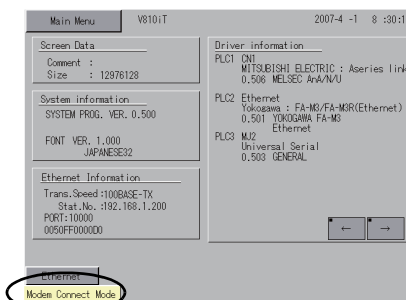 Main Menu
V810iT
2007-4 -1 8 :30:1
Screen Data
Comment :
Size : 12976128
System information
SYSTEM PROG. VER. 0.500
FONT VER. 1.000
JAPANESE32
Ethernet Information
Trans.Speed :100BASE-TX
Stat.No. :192.168.1.200
PORT:10000
0050FF0000D0
Driver information
PLC1 CN1
MITSUBISHI ELECTRIC : Aseries link
0.506 MELSEC AnA/N/U
PLC2 Ethernet
Yokogawa : FA-M3/FA-M3R(Ethernet)
0.501 YOKOGAWA FA-M3
Ethernet
PLC3 MJ2
Universal Serial
0.503 GENERAL
← →
Ethernet
Modem Connect Mode